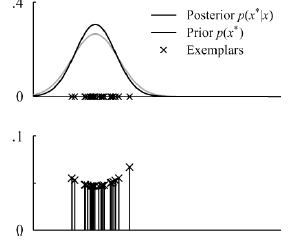 .4
Posterior p(x*|x)
Prior p(x*)
Exemplars
0
.1
0